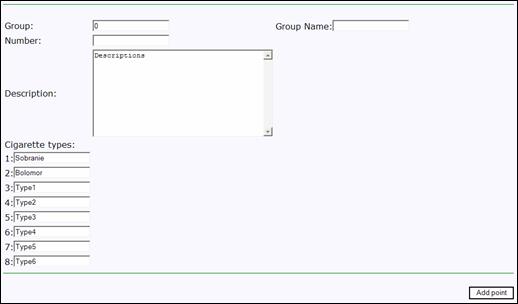 Group: 0 Group Name:
Number:
Descriptions
Description:
Cigarette types:
1: Sobranie
2: Bolomor
3: Type1
4: Type2
5: Type3
6: Type4
7: Type5
8: Type6
Add point